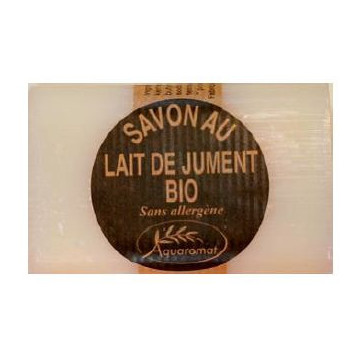 SAVON AU
LAIT DE JUMENT
BIO
Sans allergène
Aquaromat